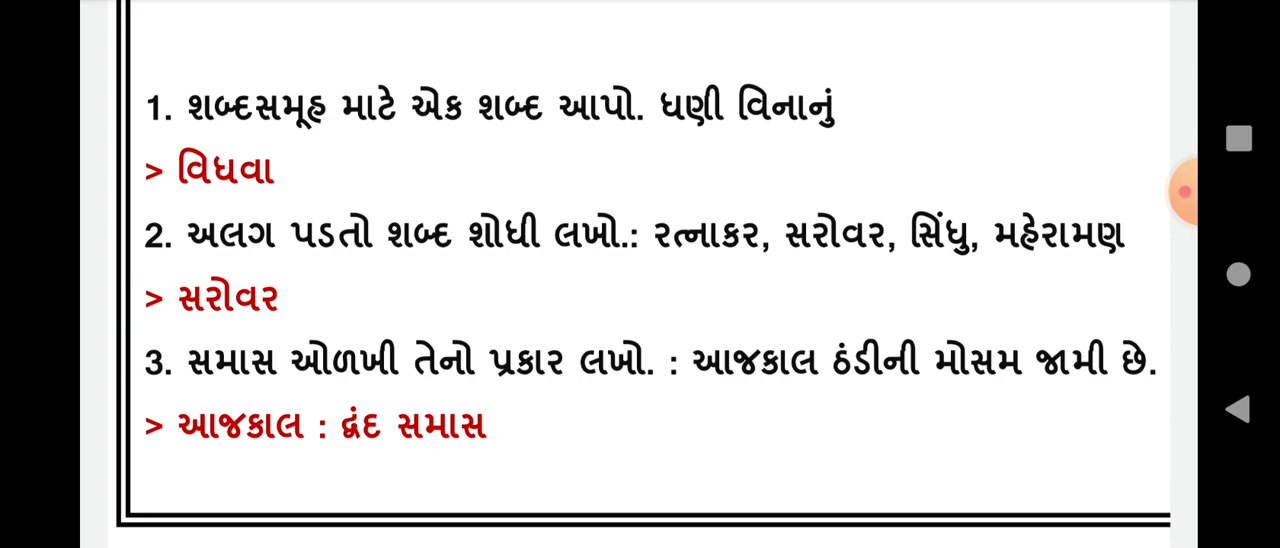 1. શબ્દસમૂહ માટે એક શબ્દ આપો. ધણી વિનાનું
> વિધવા
2. અલગ પડતો શબ્દ શોધી લખો.: રત્નાકર, સરોવર, સિંધુ, મહેરામણ
> સરોવર
3. સમાસ ઓળખી તેનો પ્રકાર લખો. : આજકાલ ઠંડીની મોસમ જામી છે.
> આજકાલ : દ્વંદ સમાસ